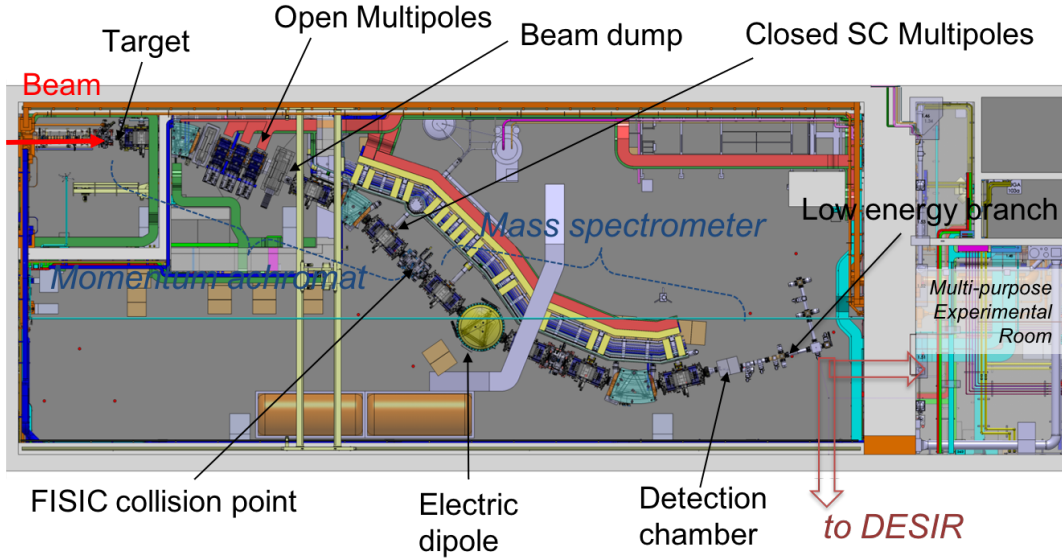 Open Multipoles
Target
Beam dump
Closed SC Multipoles
Beam
Mass spectrometer
Low energy branch
Momentum achromat
Multi-purpose
Experimental
Room
FISIC collision point
Electric
dipole
Detection
chamber
to DESIR